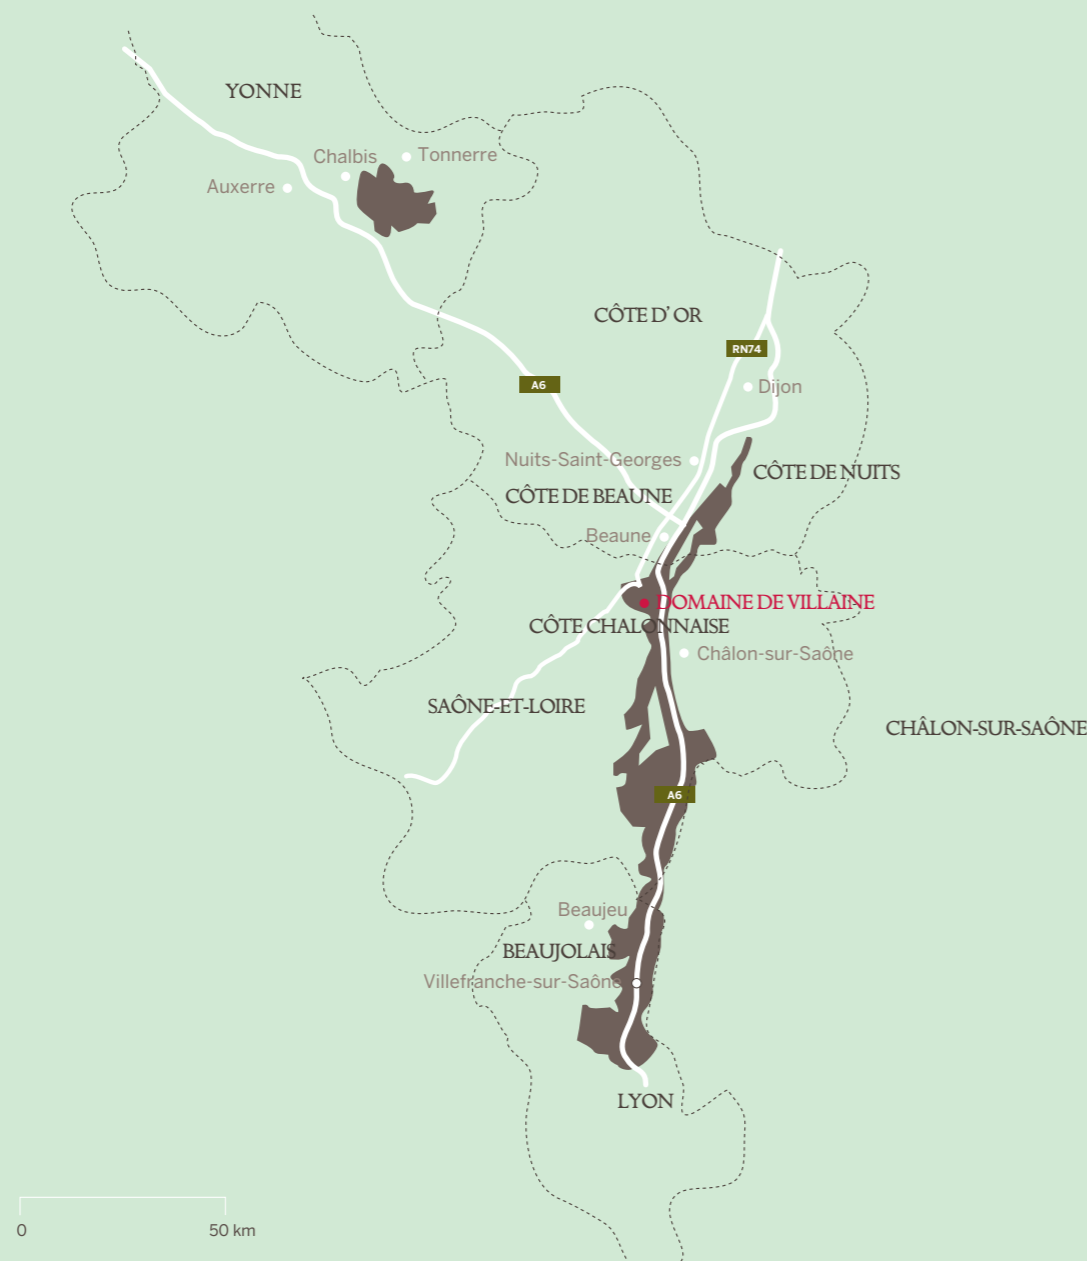 YONNE
Chalbis
Tonnerre
Auxerre
CÔTE D' OR
RN74
A6
Dijon
Nuits-Saint-Georges
CÔTE DE NUITS
CÔTE DE BEAUNE
Beaune
DOMAINE DE VILLAINE
CÔTE CHALONNAISE
Châlon-sur-Saône
SAÔNE-ET-LOIRE
CHÂLON-SUR-SAÔNE
A6
Beaujeu
BEAUJOLAIS
Villefranche-sur-Saône
LYON
0
50 km